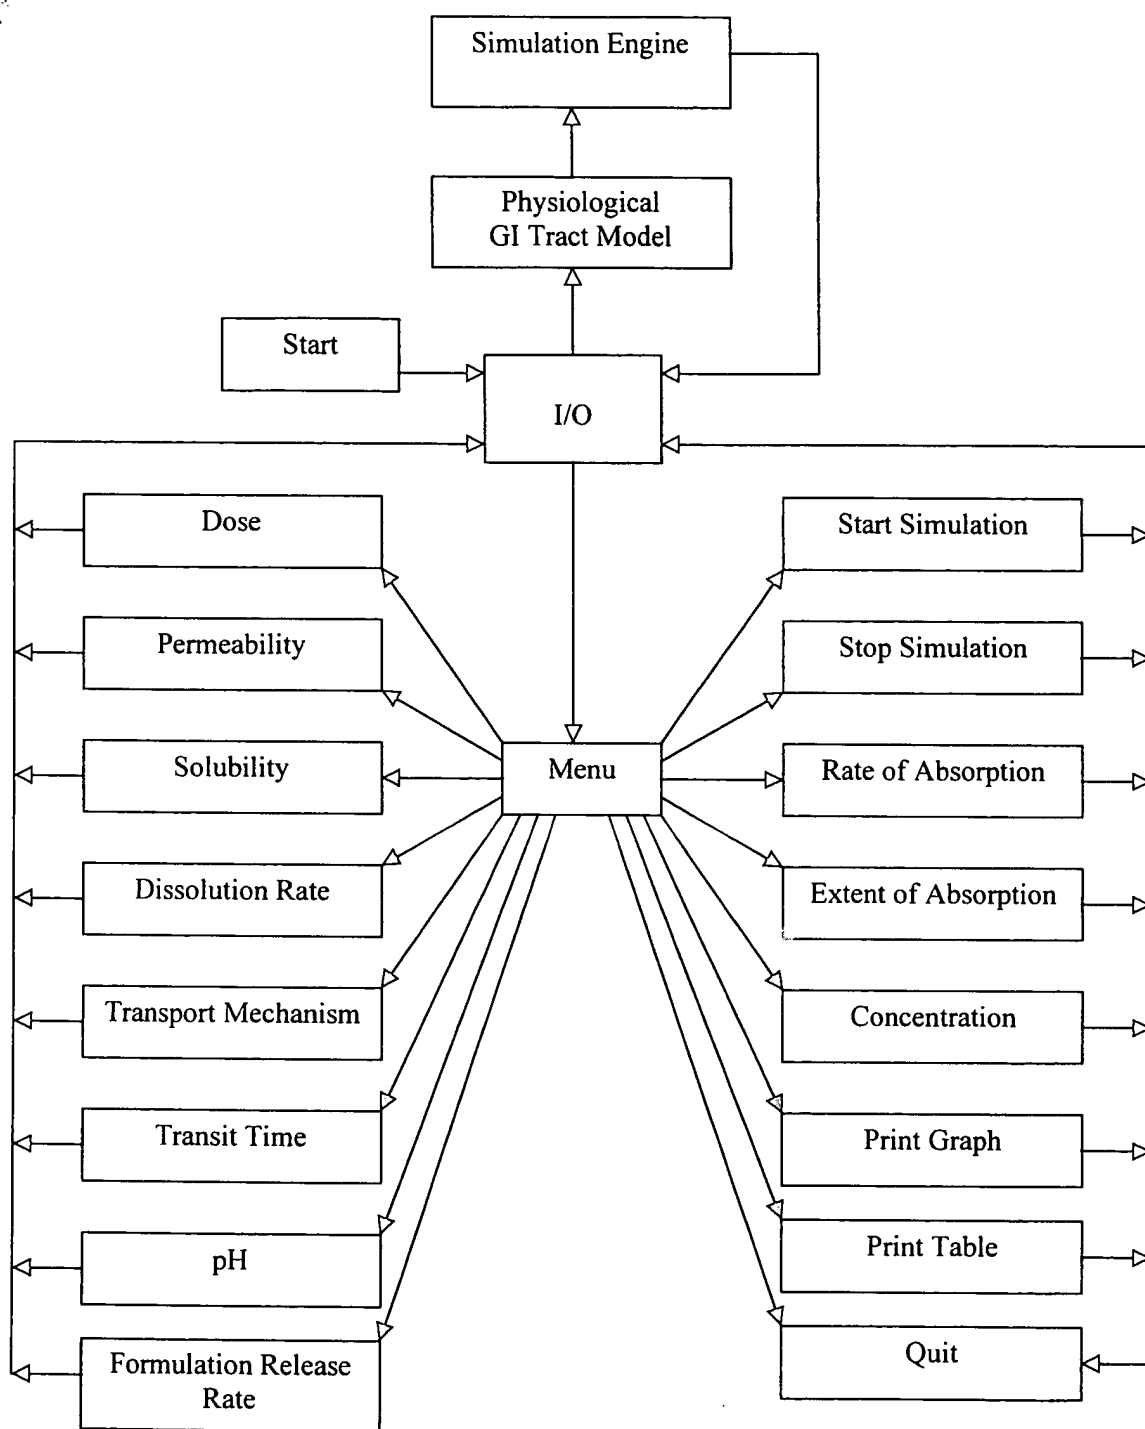 Simulation Engine
Physiological
GI Tract Model
Start
I/O
Dose
Permeability
Solubility
Dissolution Rate
Transport Mechanism
Transit Time
pH
Formulation Release
Rate
Menu
Start Simulation
Stop Simulation
Rate of Absorption
Extent of Absorption
Concentration
Print Graph
Print Table
Quit